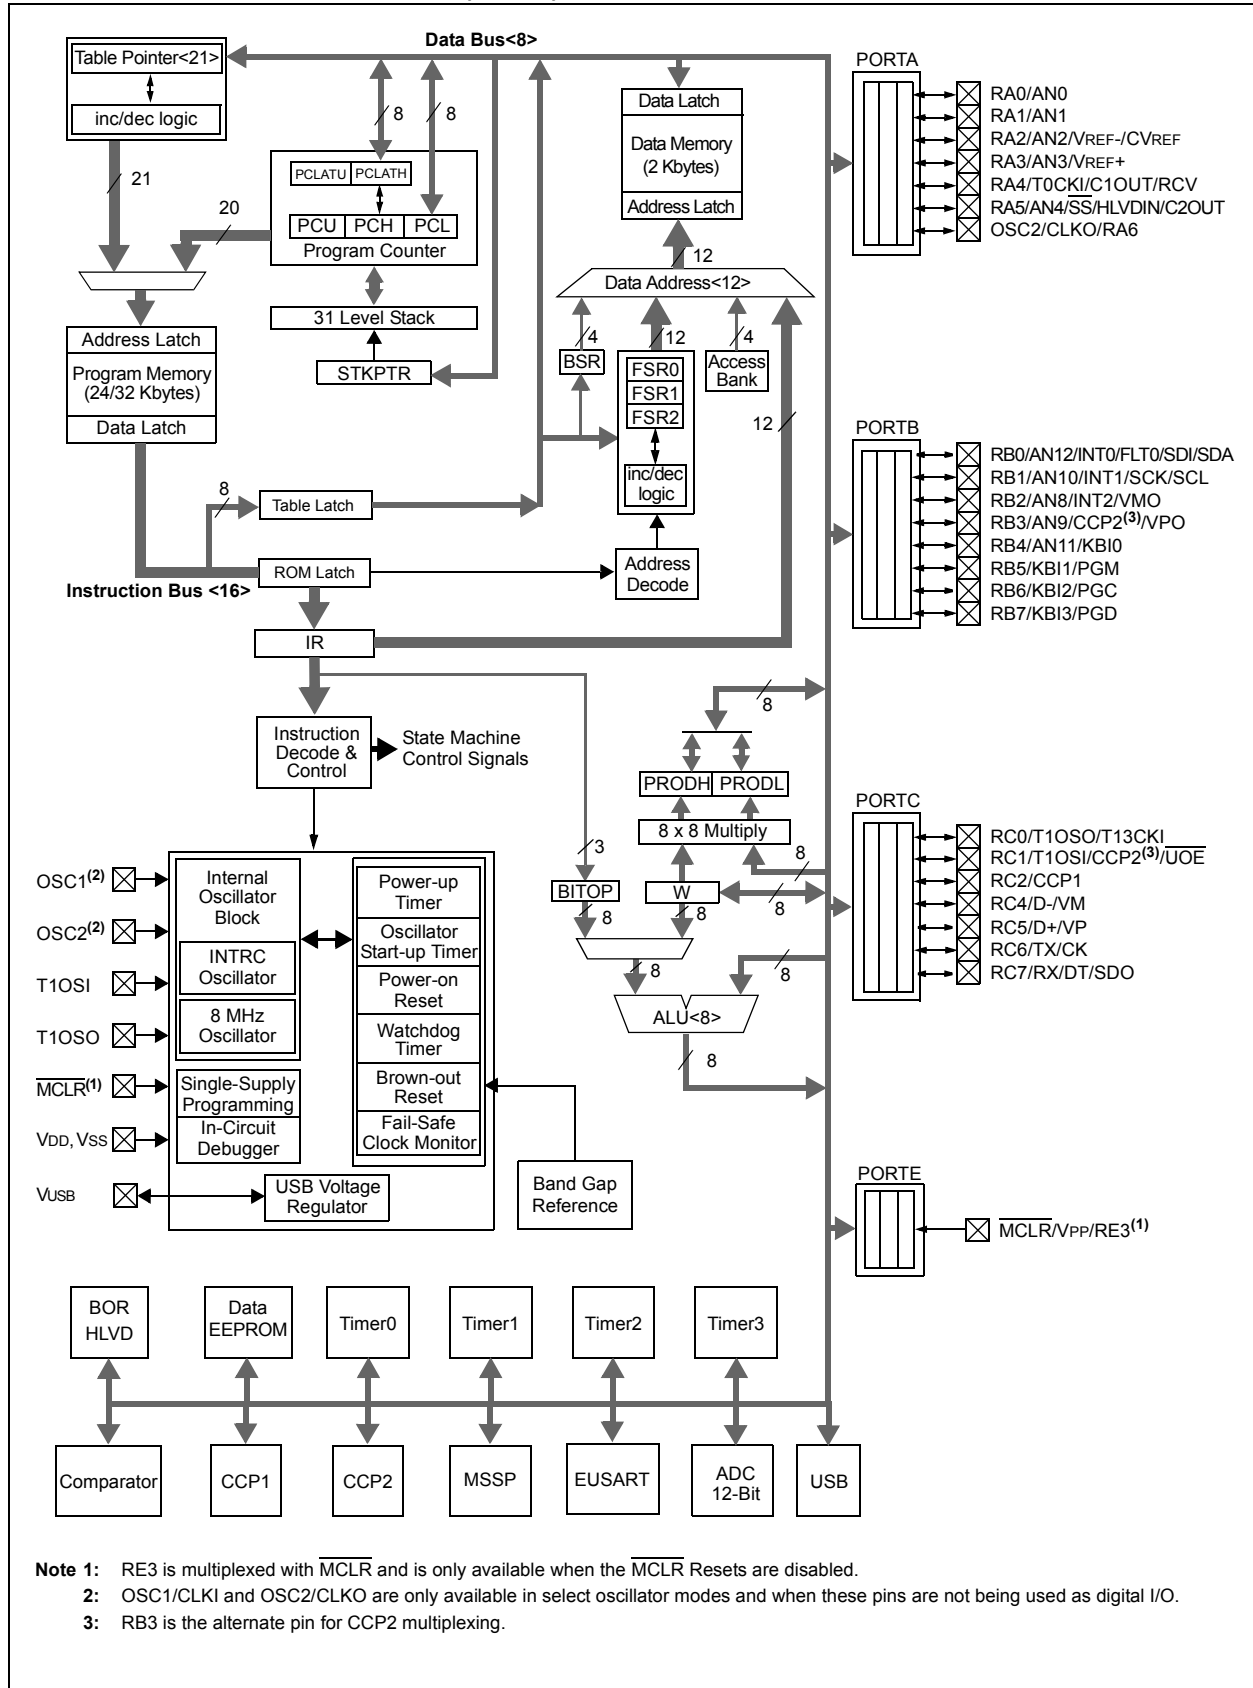 Data Bus<8>
Table Pointer<21>
inc/dec logic
21
20
8
8
PCLATU PCLATH
PCU PCH PCL
Program Counter
31 Level Stack
STKPTR
Address Latch
Program Memory
(24/32 Kbytes)
Data Latch
Data Latch
Data Memory
(2 Kbytes)
Address Latch
12
Data Address<12>
4
12
4
BSR
FSR0
FSR1
FSR2
inc/dec
logic
Access
Bank
12
Address
Decode
8
Table Latch
ROM Latch
Instruction Bus <16>
IR
Instruction
Decode &
Control
State Machine
Control Signals
8
PRODH PRODL
8 x 8 Multiply
8
3
BITOP
W
8
8
8
8
8
ALU<8>
8
OSC1(2)
OSC2(2)
T1OSI
T1OSO
MCLR(1)
VDD, VSS
VUSB
Internal
Oscillator
Block
INTRC
Oscillator
8 MHz
Oscillator
Single-Supply
Programming
In-Circuit
Debugger
Power-up
Timer
Oscillator
Start-up Timer
Power-on
Reset
Watchdog
Timer
Brown-out
Reset
Fail-Safe
Clock Monitor
USB Voltage
Regulator
Band Gap
Reference
PORTA
RA0/AN0
RA1/AN1
RA2/AN2/VREF-/CVREF
RA3/AN3/VREF+
RA4/T0CKI/C1OUT/RCV
RA5/AN4/SS/HLVDIN/C2OUT
OSC2/CLKO/RA6
PORTB
RB0/AN12/INT0/FLT0/SDI/SDA
RB1/AN10/INT1/SCK/SCL
RB2/AN8/INT2/VMO
RB3/AN9/CCP2(3)/VPO
RB4/AN11/KBI0
RB5/KBI1/PGM
RB6/KBI2/PGC
RB7/KBI3/PGD
PORTC
RC0/T1OSO/T13CKI
RC1/T1OSI/CCP2(3)/UOE
RC2/CCP1
RC4/D-/VM
RC5/D+/VP
RC6/TX/CK
RC7/RX/DT/SDO
PORTE
MCLR/VPP/RE3(1)
BOR
HLVD
Data
EEPROM
Timer0
Timer1
Timer2
Timer3
Comparator
CCP1
CCP2
MSSP
EUSART
ADC
12-Bit
USB
Note 1: RE3 is multiplexed with MCLR and is only available when the MCLR Resets are disabled.
2: OSC1/CLKI and OSC2/CLKO are only available in select oscillator modes and when these pins are not being used as digital I/O.
3: RB3 is the alternate pin for CCP2 multiplexing.